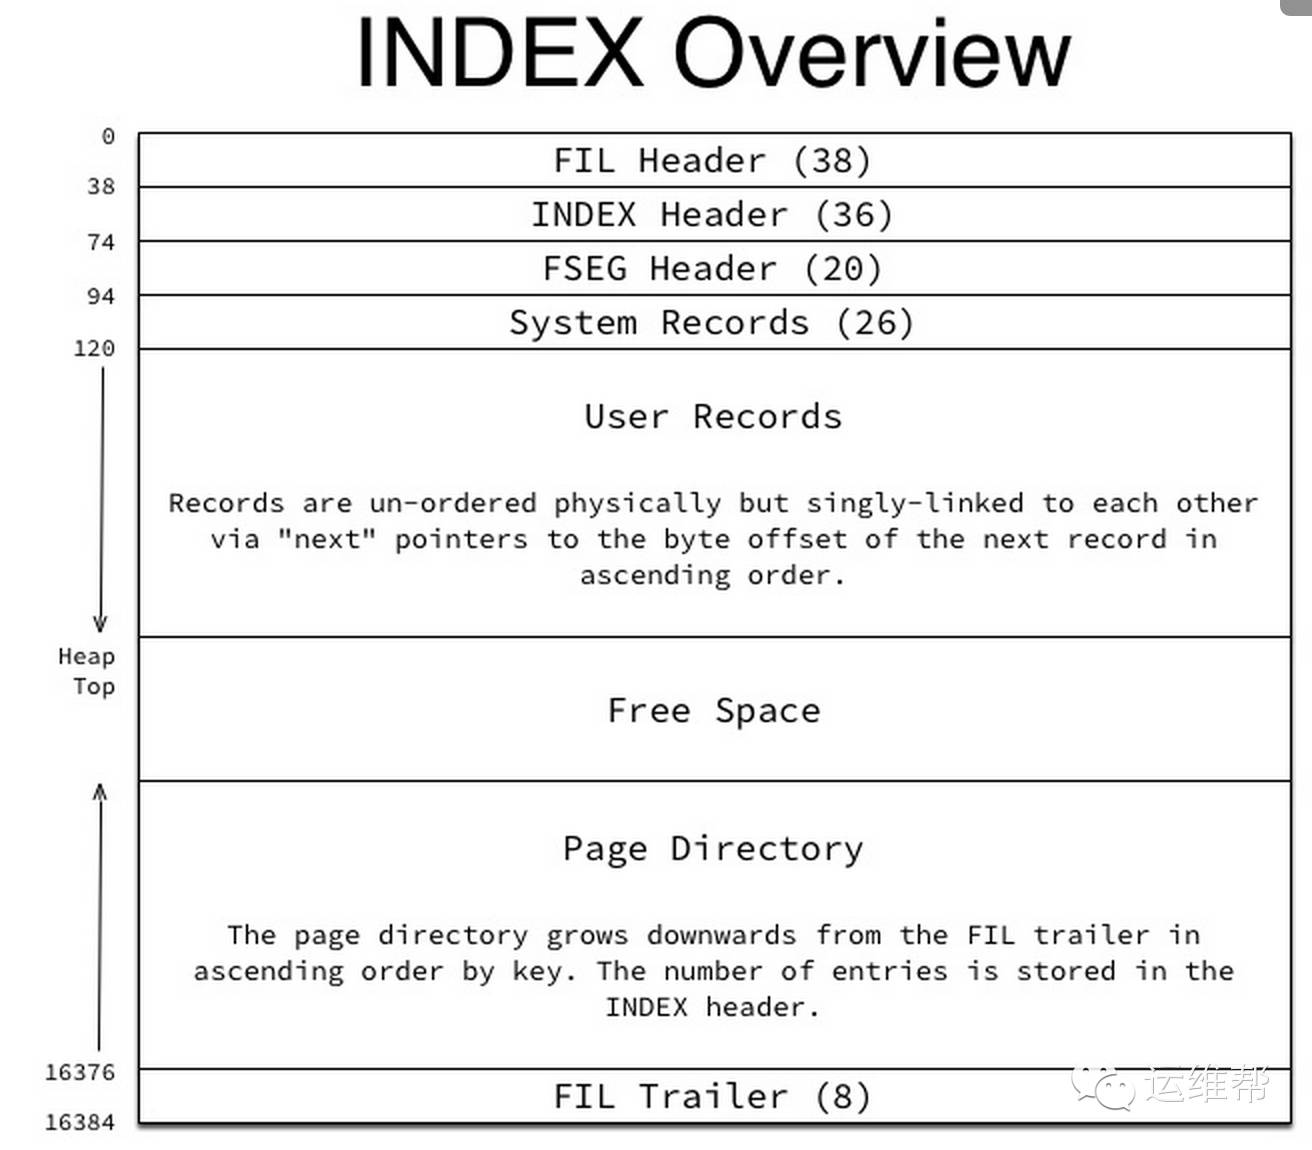 INDEX Overview
0
FIL Header (38)
38
INDEX Header (36)
74
FSEG Header (20)
94
System Records (26)
120
User Records
Records are un-ordered physically but singly-linked to each other
via "next" pointers to the byte offset of the next record in
ascending order.
Heap
Top
Free Space
Page Directory
The page directory grows downwards from the FIL trailer in
ascending order by key. The number of entries is stored in the
INDEX header.
16376
FIL Trailer (8)
16384
运维帮